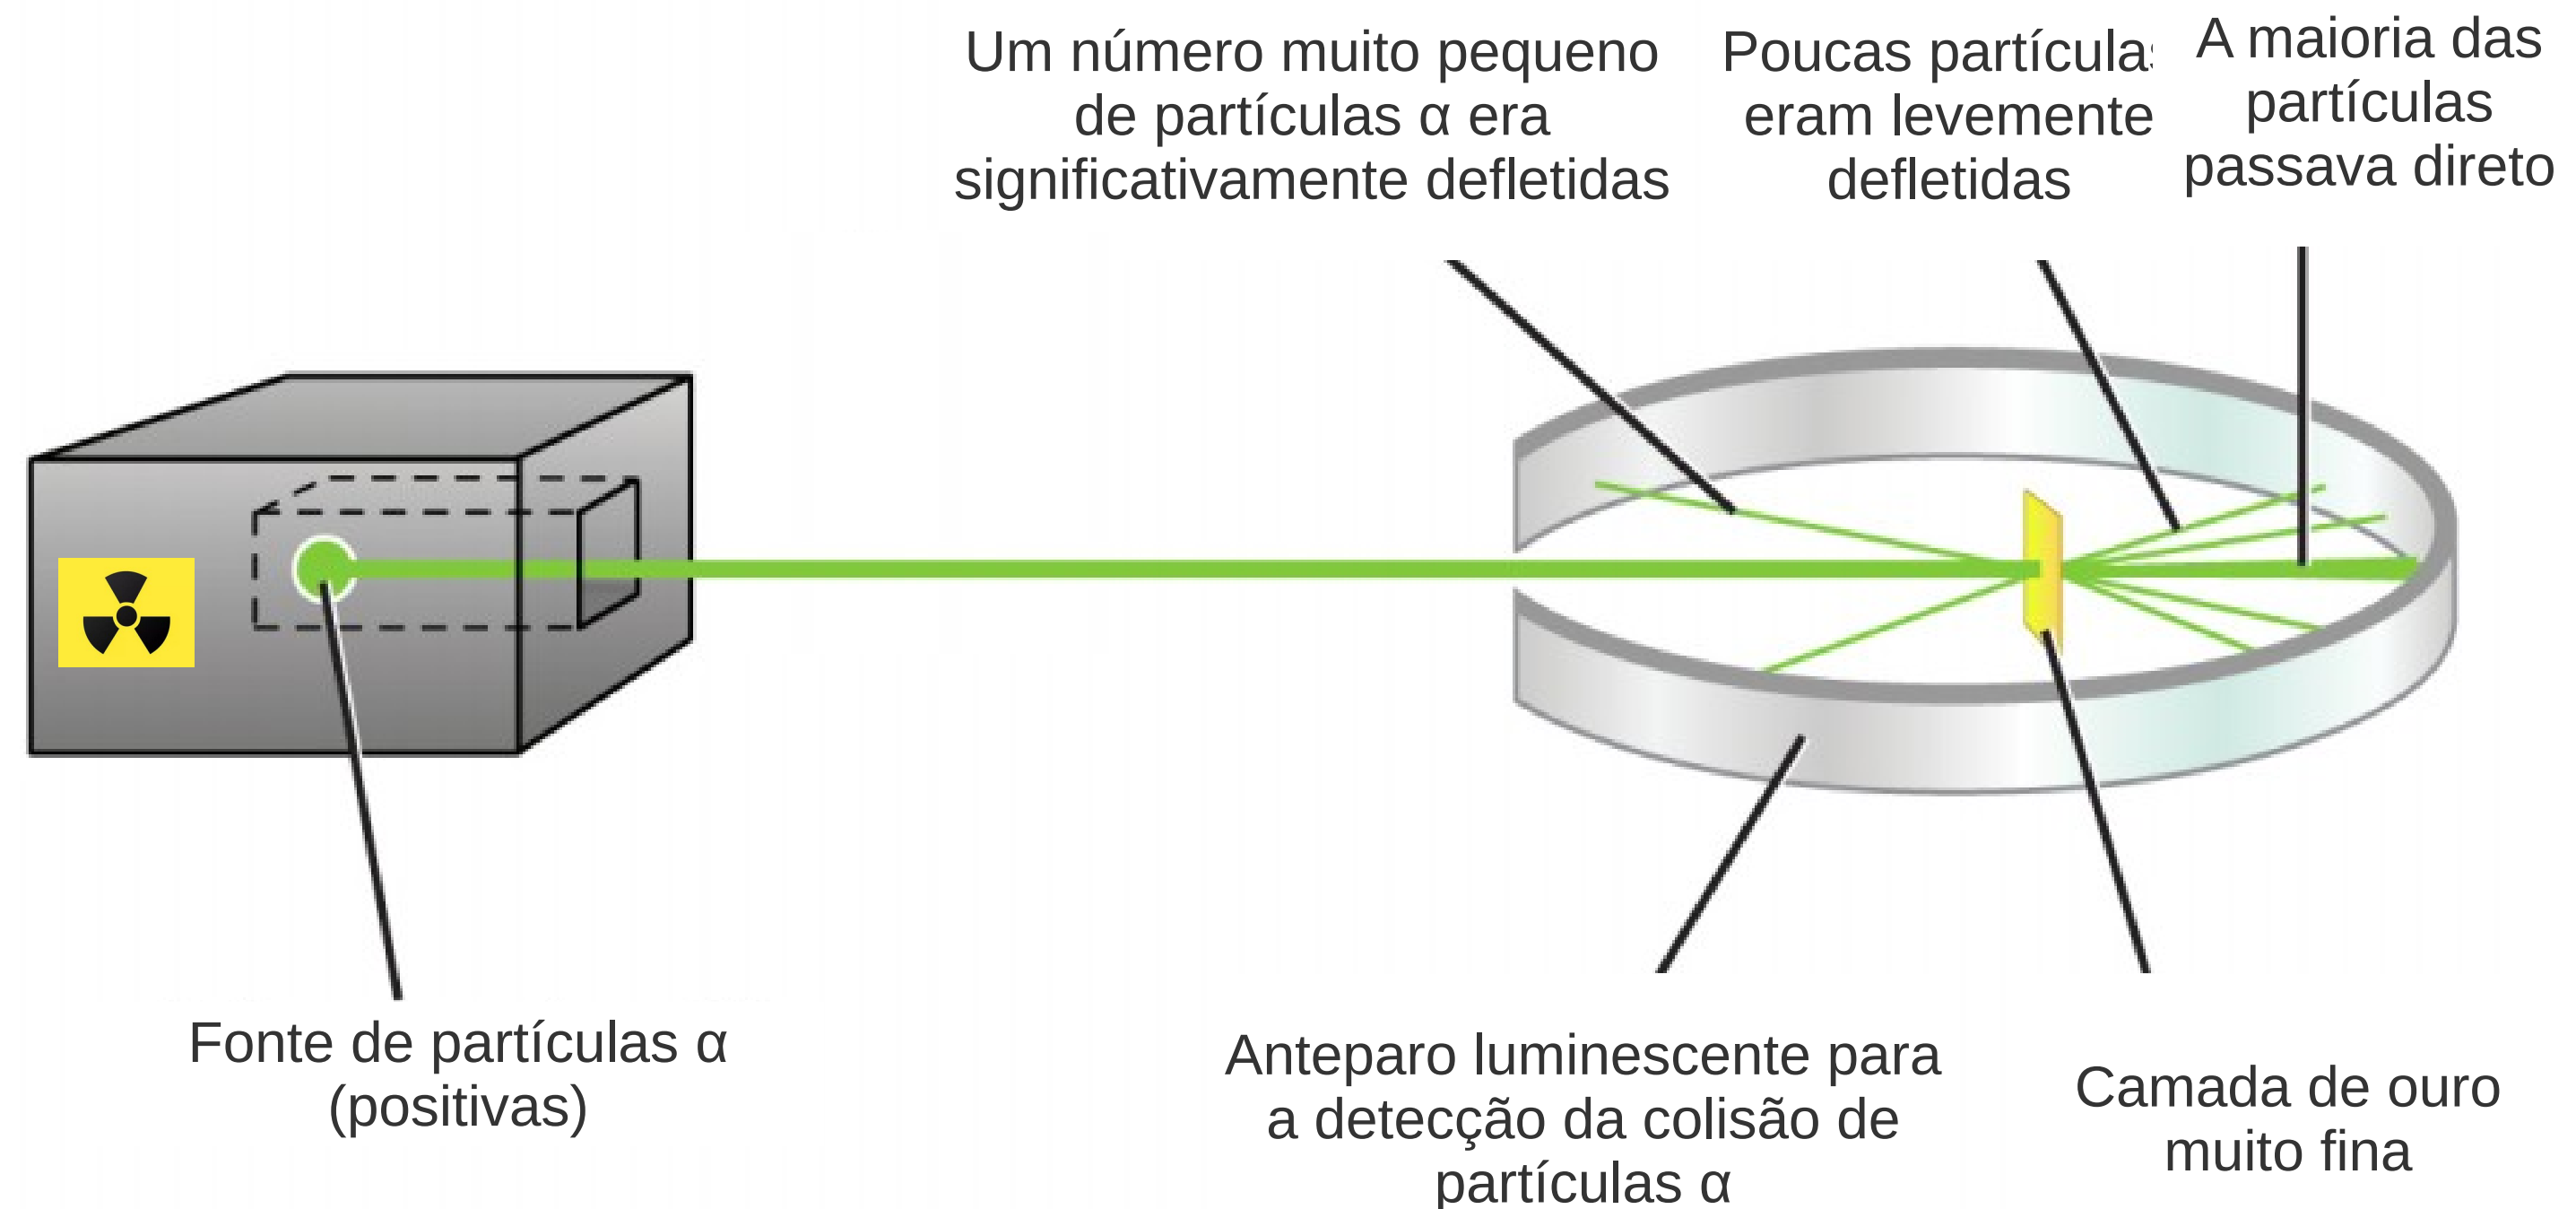 Um número muito pequeno
de partículas α era
significativamente defletidas
Poucas partículas
eram levemente
defletidas
A maioria das
partículas
passava direto
Fonte de partículas α
(positivas)
Anteparo luminescente para
a detecção da colisão de
partículas α
Camada de ouro
muito fina